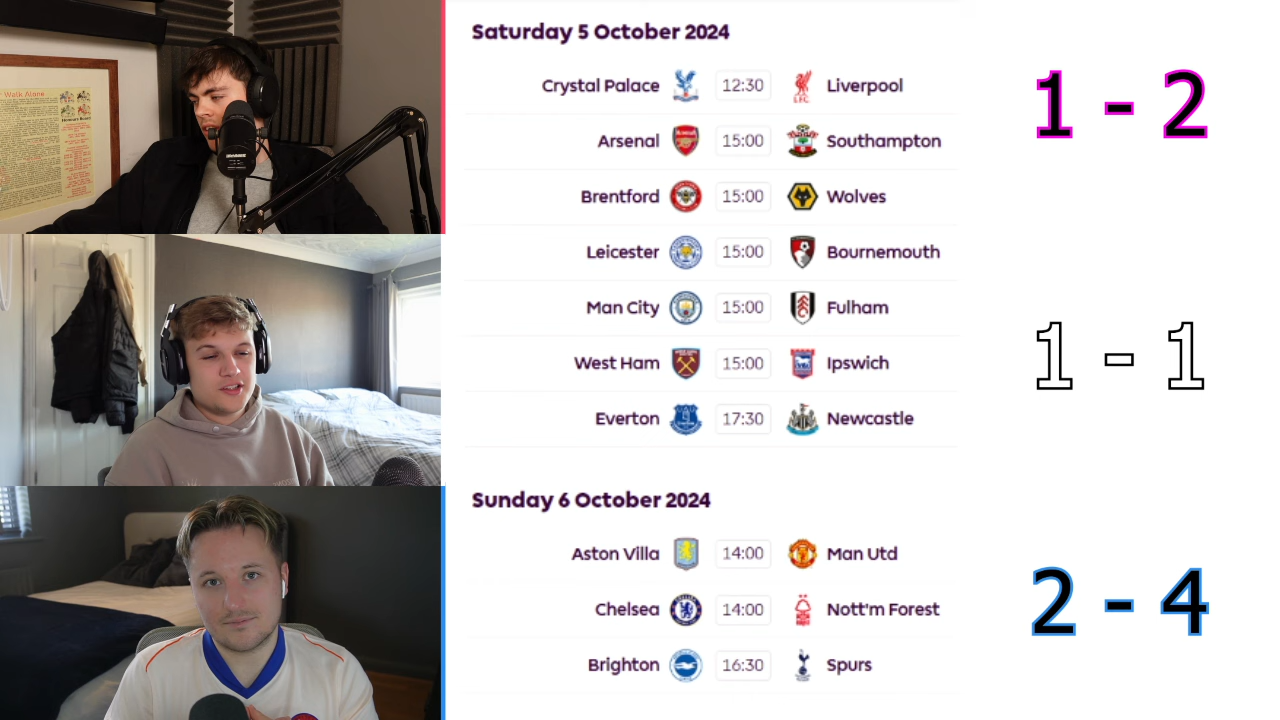 Walk Alone
Saturday 5 October 2024
Crystal Palace 12:30 Liverpool
1 - 2
Arsenal 15:00 Southampton
Brentford 15:00 Wolves
Leicester 15:00 Bournemouth
Man City 15:00 Fulham
1 - 1
West Ham 15:00 Ipswich
Everton 17:30 Newcastle
Sunday 6 October 2024
Aston Villa 14:00 Man Utd
2 - 4
Chelsea 14:00 Nott'm Forest
Brighton 16:30 Spurs